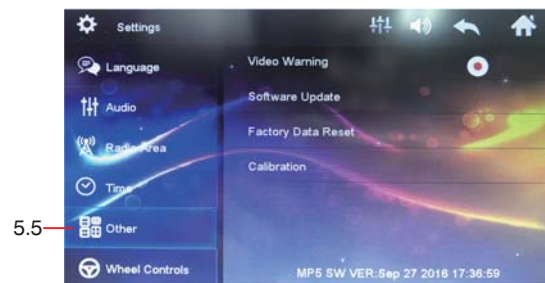 Settings
Language
Audio
Radio Area
Time
Other
Wheel Controls
Video Warning
Software Update
Factory Data Reset
Calibration
MP5 SW VER:Sep 27 2016 17:36:59
5.5